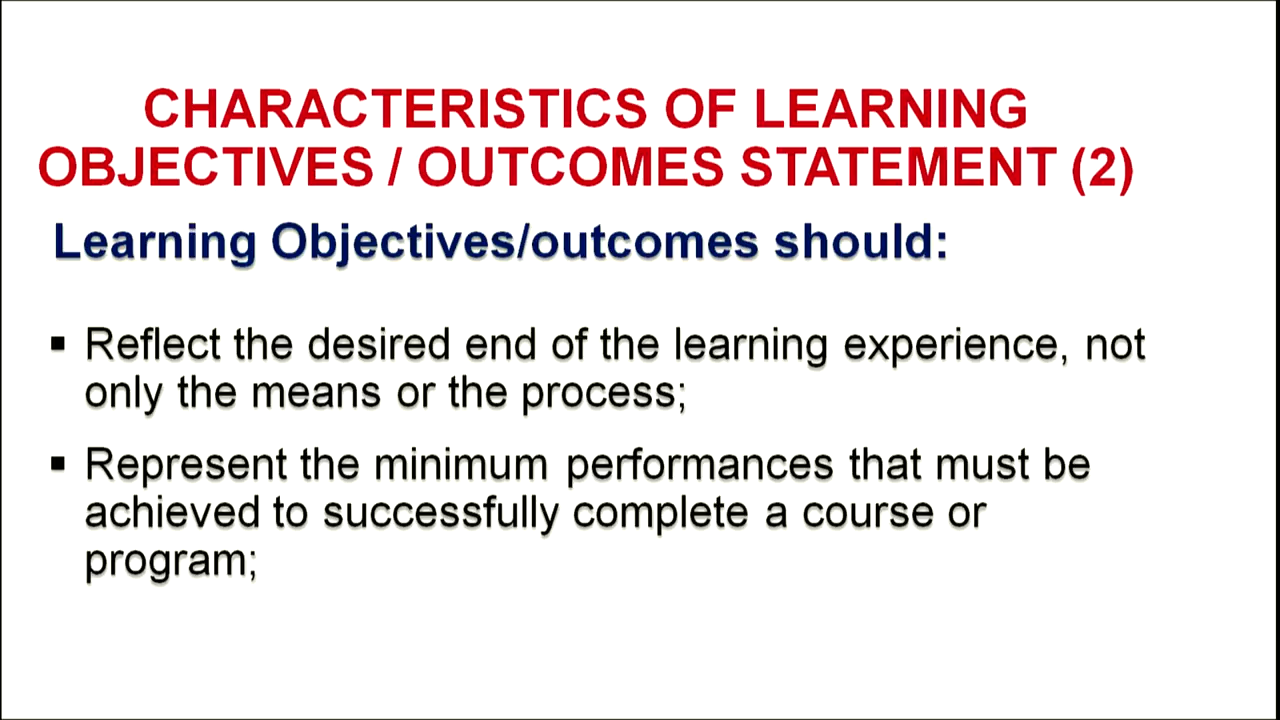 CHARACTERISTICS OF LEARNING
OBJECTIVES / OUTCOMES STATEMENT (2)
Learning Objectives/outcomes should:
▪ Reflect the desired end of the learning experience, not
only the means or the process;
▪ Represent the minimum performances that must be
achieved to successfully complete a course or
program;